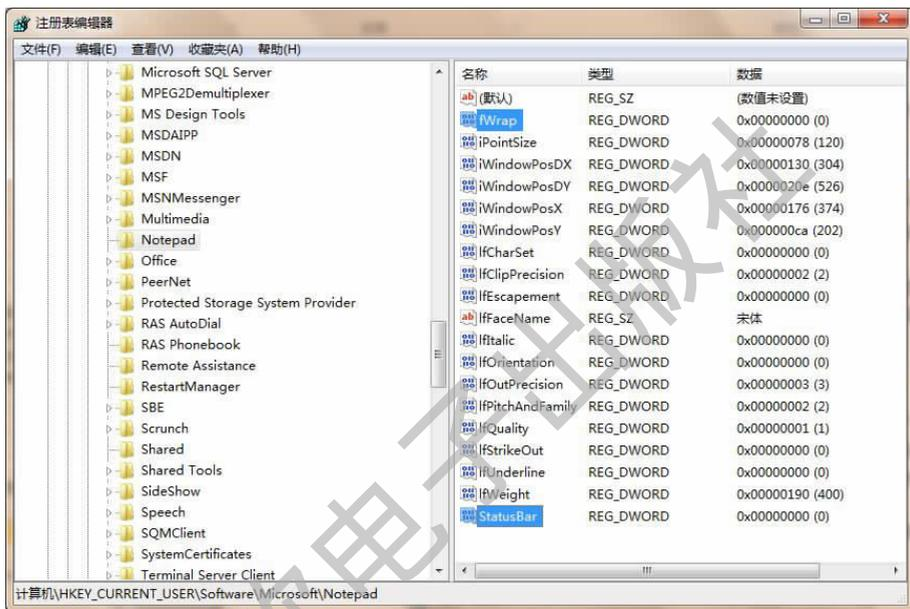 注册表编辑器
文件(F) 编辑(E) 查看(V) 收藏夹(A) 帮助(H)
Microsoft SQL Server
MPEG2Demultiplexer
MS Design Tools
MSDAIPP
MSDN
MSF
MSNMessenger
Multimedia
Notepad
Office
PeerNet
Protected Storage System Provider
RAS AutoDial
RAS Phonebook
Remote Assistance
RestartManager
SBE
Scrunch
Shared
Shared Tools
SideShow
Speech
SQMClient
SystemCertificates
Terminal Server Client
名称 类型 数据
(默认) REG_SZ (数值未设置)
fWrap REG_DWORD 0x00000000 (0)
iPointSize REG_DWORD 0x00000078 (120)
iWindowPosDX REG_DWORD 0x00000130 (304)
iWindowPosDY REG_DWORD 0x0000020e (526)
iWindowPosX REG_DWORD 0x00000176 (374)
iWindowPosY REG_DWORD 0x000000ca (202)
lfCharSet REG_DWORD 0x00000000 (0)
lfClipPrecision REG_DWORD 0x00000002 (2)
lfEscapement REG_DWORD 0x00000000 (0)
lfFaceName REG_SZ 宋体
lfItalic REG_DWORD 0x00000000 (0)
lfOrientation REG_DWORD 0x00000000 (0)
lfOutPrecision REG_DWORD 0x00000003 (3)
lfPitchAndFamily REG_DWORD 0x00000002 (2)
lfQuality REG_DWORD 0x00000001 (1)
lfStrikeOut REG_DWORD 0x00000000 (0)
lfUnderline REG_DWORD 0x00000000 (0)
lfWeight REG_DWORD 0x00000190 (400)
StatusBar REG_DWORD 0x00000000 (0)
计算机\HKEY_CURRENT_USER\Software\Microsoft\Notepad
电子出版社